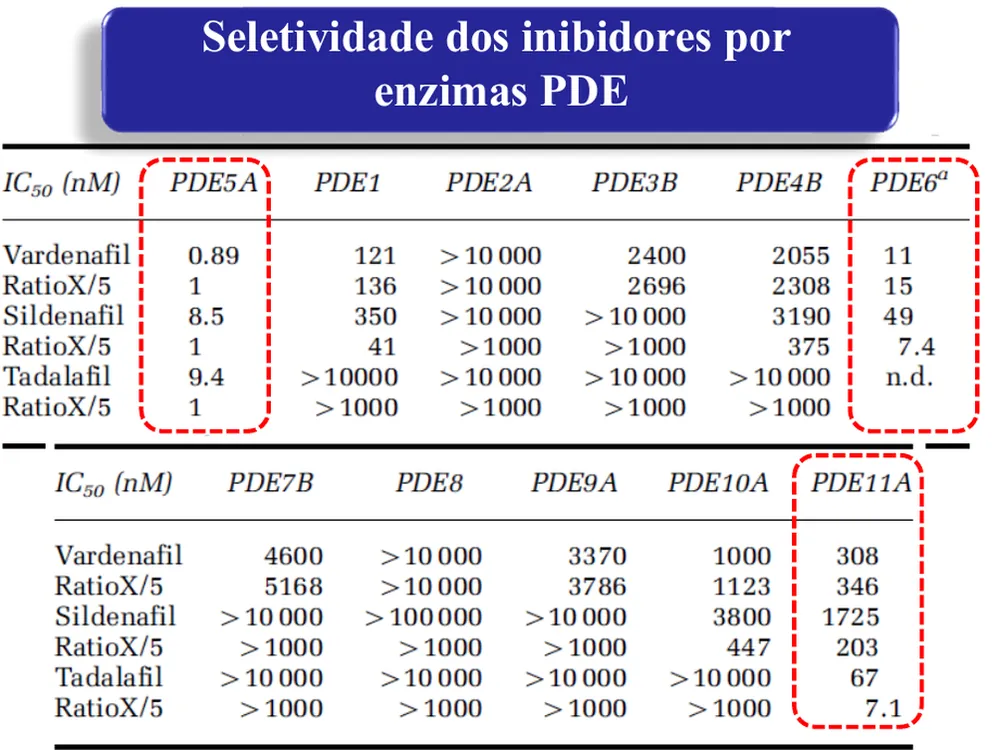 Seletividade dos inibidores por
enzimas PDE
IC50 (nM) PDE5A PDE1 PDE2A PDE3B PDE4B PDE6a
Vardenafil 0.89 121 >10 000 2400 2055 11
RatioX/5 1 136 >10 000 2696 2308 15
Sildenafil 8.5 350 >10 000 >10 000 3190 49
RatioX/5 1 41 >1000 >1000 375 7.4
Tadalafil 9.4 >10000 >10 000 >10 000 >10 000 n.d.
RatioX/5 1 >1000 >1000 >1000 >1000
IC50 (nM) PDE7B PDE8 PDE9A PDE10A PDE11A
Vardenafil 4600 >10 000 3370 1000 308
RatioX/5 5168 >10 000 3786 1123 346
Sildenafil >10 000 >100 000 >10 000 3800 1725
RatioX/5 >1000 >1000 >1000 447 203
Tadalafil >10 000 >10 000 >10 000 >10 000 67
RatioX/5 >1000 >1000 >1000 >1000 7.1